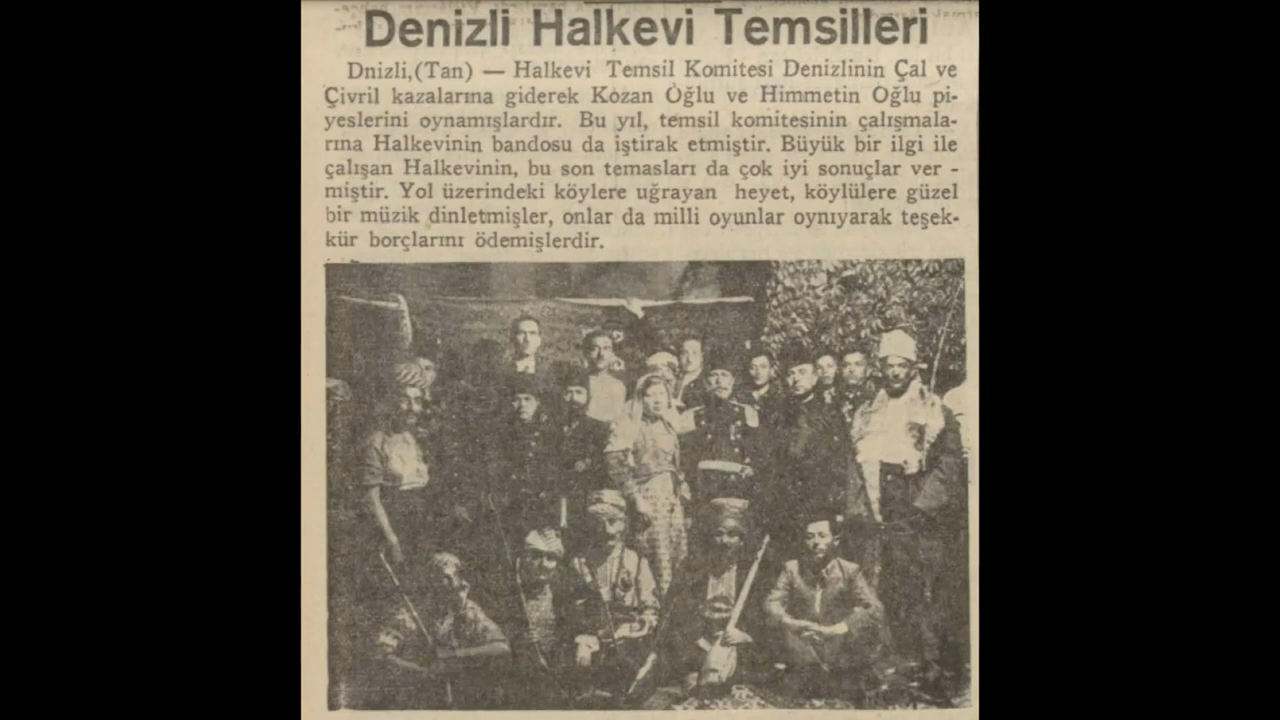 Denizli Halkevi Temsilleri
Dnizli,(Tan) — Halkevi Temsil Komitesi Denizlinin Çal ve
Çivril kazalarına giderek Kozan Oğlu ve Himmetin Oğlu pi-
yeslerini oynamışlardır. Bu yıl, temsil komitesinin çalışmala-
rına Halkevinin bandosu da iştirak etmiştir. Büyük bir ilgi ile
çalışan Halkevinin, bu son temasları da çok iyi sonuçlar ver -
miştir. Yol üzerindeki köylere uğrayan heyet, köylülere güzel
bir müzik dinletmişler, onlar da milli oyunlar oynıyarak teşek-
kür borçlarını ödemişlerdir.